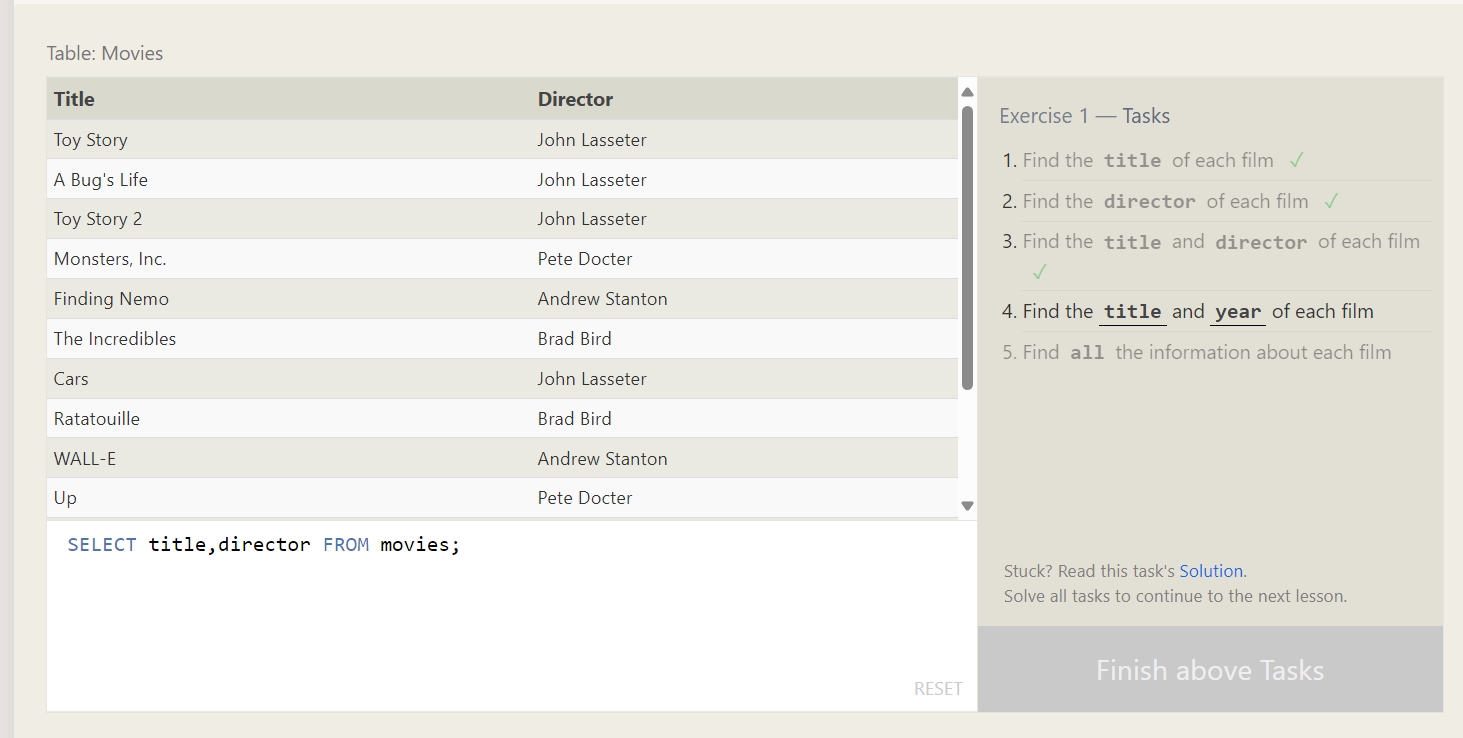 Table: Movies
Title Director
Toy Story John Lasseter
A Bug's Life John Lasseter
Toy Story 2 John Lasseter
Monsters, Inc. Pete Docter
Finding Nemo Andrew Stanton
The Incredibles Brad Bird
Cars John Lasseter
Ratatouille Brad Bird
WALL-E Andrew Stanton
Up Pete Docter
SELECT title,director FROM movies;
RESET
Exercise 1 — Tasks
1. Find the title of each film ✓
2. Find the director of each film ✓
3. Find the title and director of each film
✓
4. Find the title and year of each film
5. Find all the information about each film
Stuck? Read this task's Solution.
Solve all tasks to continue to the next lesson.
Finish above Tasks